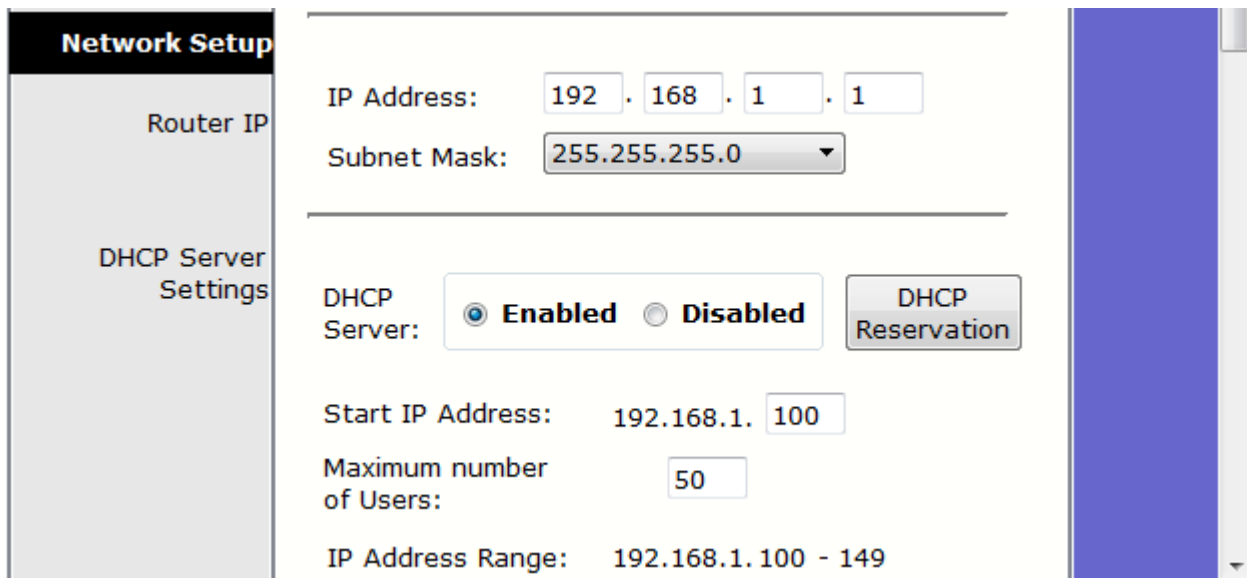 Network Setup
Router IP
IP Address: 192 . 168 . 1 . 1
Subnet Mask: 255.255.255.0
DHCP Server
Settings
DHCP
Server:
Enabled Disabled
DHCP
Reservation
Start IP Address: 192.168.1. 100
Maximum number
of Users:
50
IP Address Range: 192.168.1.100 - 149